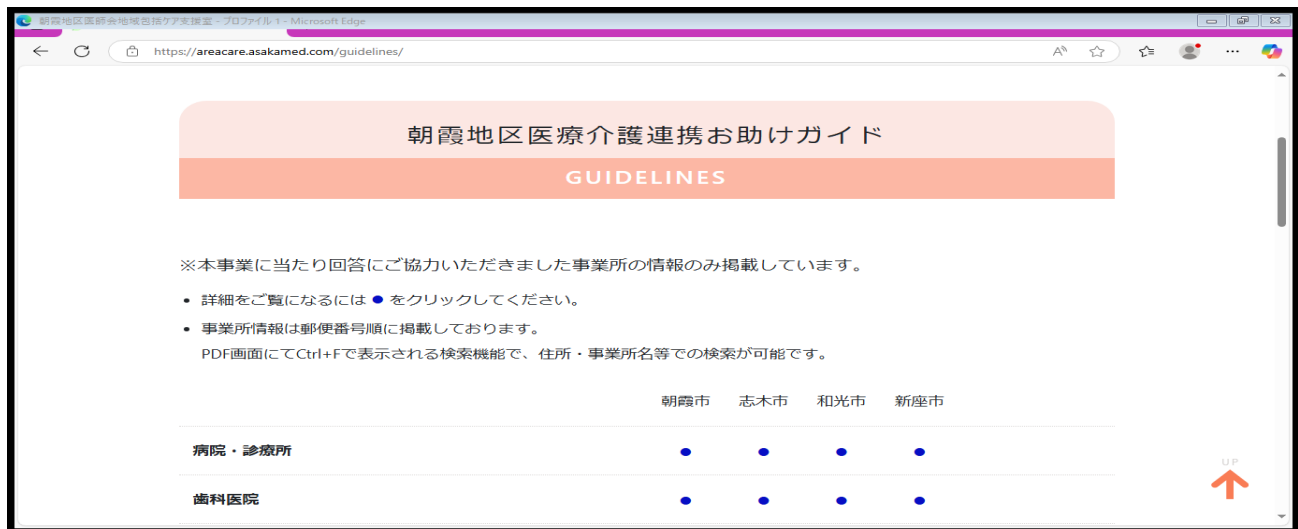 朝霞地区医師会地域包括ケア支援室 - プロファイル 1 - Microsoft Edge
https://areacare.asakamed.com/guidelines/
朝霞地区医療介護連携お助けガイド
GUIDELINES
※本事業に当たり回答にご協力いただきました事業所の情報のみ掲載しています。
• 詳細をご覧になるには ● をクリックしてください。
• 事業所情報は郵便番号順に掲載しております。
PDF画面にてCtrl+Fで表示される検索機能で、住所・事業所名等での検索が可能です。
朝霞市 志木市 和光市 新座市
病院・診療所 ● ● ● ●
UP
歯科医院 ● ● ● ●